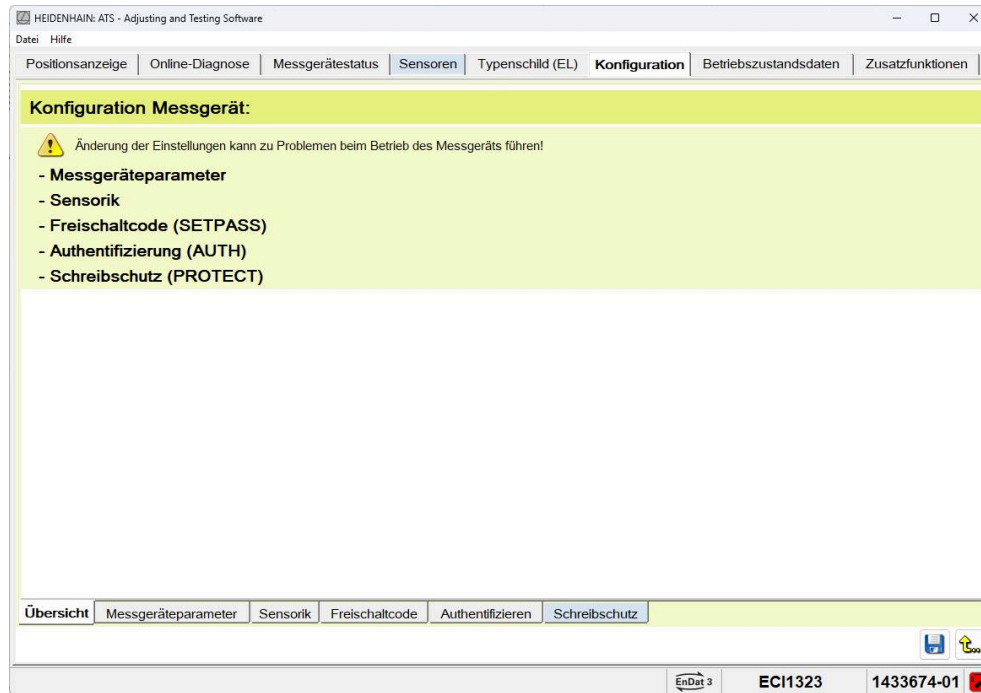 HEIDENHAIN: ATS - Adjusting and Testing Software
Datei Hilfe
Positionsanzeige Online-Diagnose Messgerätestatus Sensoren Typenschild (EL) Konfiguration Betriebszustandsdaten Zusatzfunktionen
Konfiguration Messgerät:
Änderung der Einstellungen kann zu Problemen beim Betrieb des Messgeräts führen!
- Messgeräteparameter
- Sensorik
- Freischaltcode (SETPASS)
- Authentifizierung (AUTH)
- Schreibschutz (PROTECT)
Übersicht Messgeräteparameter Sensorik Freischaltcode Authentifizieren Schreibschutz
EnDat 3 ECI1323 1433674-01